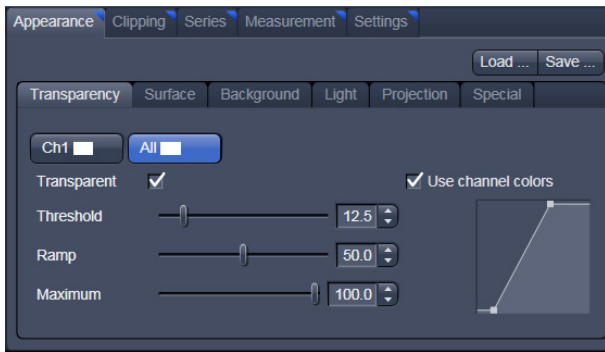 Appearance Clipping Series Measurement Settings
Load ... Save ...
Transparency Surface Background Light Projection Special
Ch1 All
Transparent Use channel colors
Threshold 12.5
Ramp 50.0
Maximum 100.0